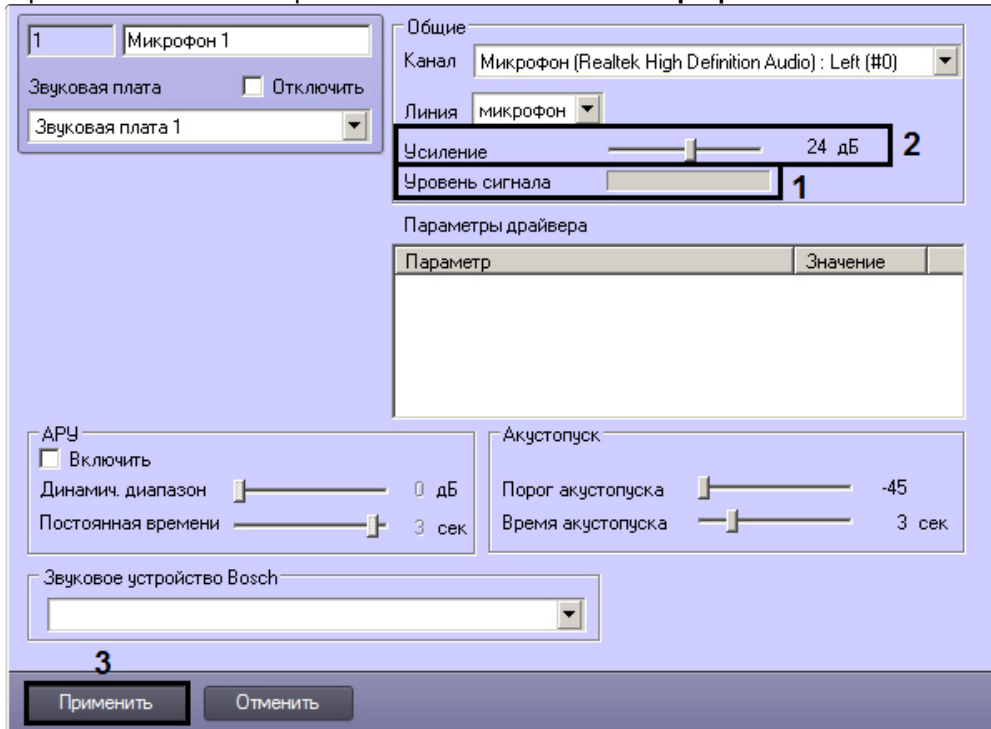 1 Микрофон 1
Звуковая плата Отключить
Звуковая плата 1
Общие
Канал Микрофон (Realtek High Definition Audio) : Left (#0)
Линия микрофон
Усиление 24 дБ 2
Уровень сигнала 1
Параметры драйвера
Параметр Значение
АРУ
Включить
Динамич. диапазон 0 дБ
Постоянная времени 3 сек
Акустопуск
Порог акустопуска -45
Время акустопуска 3 сек
Звуковое устройство Bosch
3
Применить Отменить